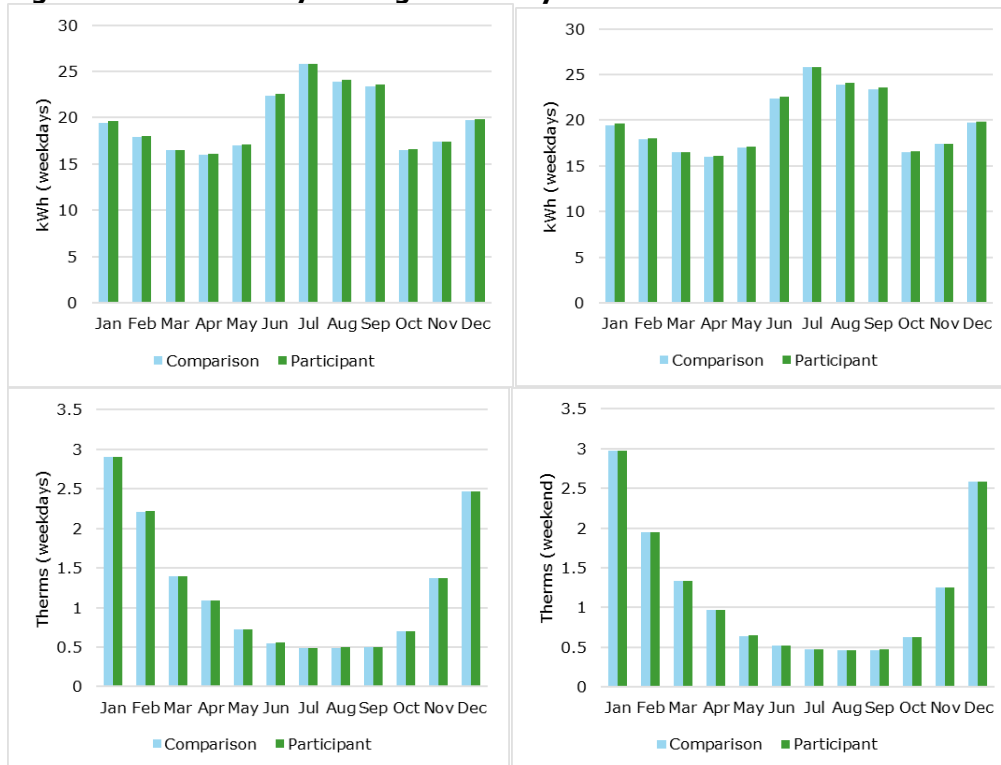 kWh (weekdays)
30
25
20
15
10
5
0
Jan Feb Mar Apr May Jun Jul Aug Sep Oct Nov Dec
Comparison Participant
kWh (weekdays)
30
25
20
15
10
5
0
Jan Feb Mar Apr May Jun Jul Aug Sep Oct Nov Dec
Comparison Participant
Therms (weekdays)
3.5
3
2.5
2
1.5
1
0.5
0
Jan Feb Mar Apr May Jun Jul Aug Sep Oct Nov Dec
Comparison Participant
Therms (weekend)
3.5
3
2.5
2
1.5
1
0.5
0
Jan Feb Mar Apr May Jun Jul Aug Sep Oct Nov Dec
Comparison Participant